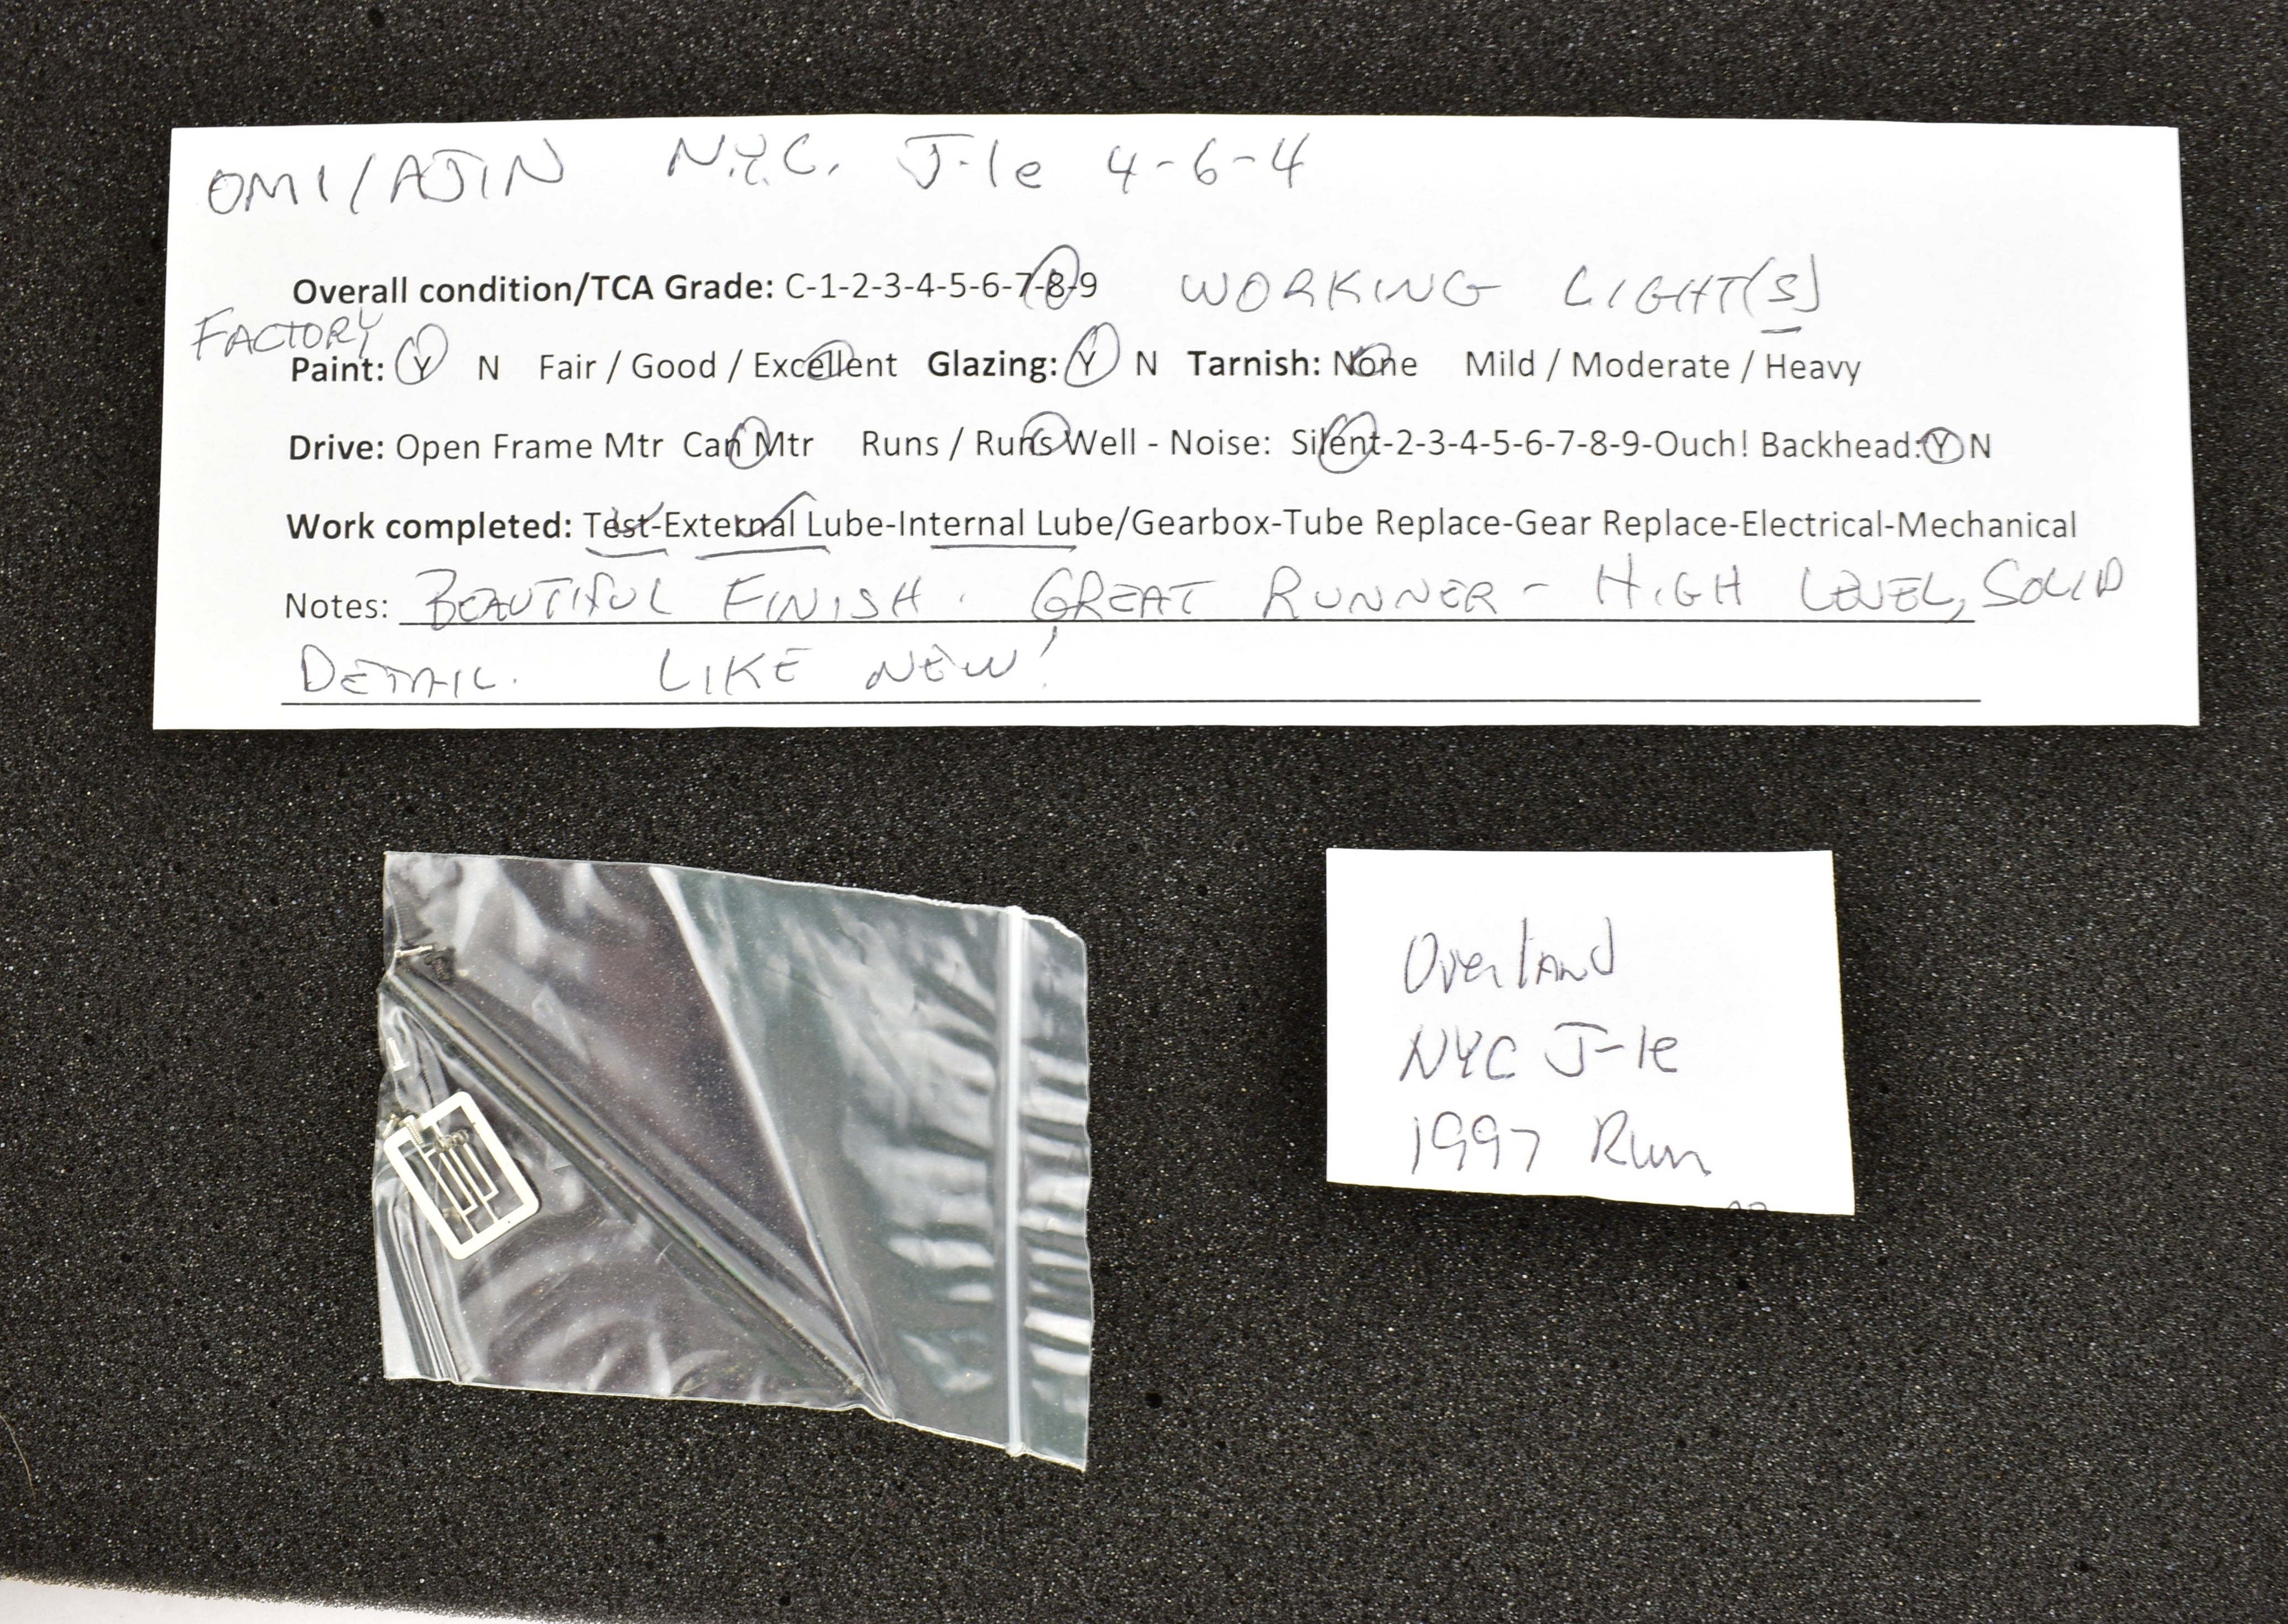 OMI/AJIN N.Y.C. J-1e 4-6-4
Overall condition/TCA Grade: C-1-2-3-4-5-6-7-8-9 WORKING LIGHT(S)
FACTORY
Paint: Y N Fair / Good / Excellent Glazing: Y N Tarnish: None Mild / Moderate / Heavy
Drive: Open Frame Mtr Can Mtr Runs / Runs Well - Noise: Silent-2-3-4-5-6-7-8-9-Ouch! Backhead: Y N
Work completed: Test-External Lube-Internal Lube/Gearbox-Tube Replace-Gear Replace-Electrical-Mechanical
Notes: BEAUTIFUL FINISH. GREAT RUNNER - HIGH LEVEL, SOLID
DETAIL. LIKE NEW!
Overland
NYC J-1e
1997 Run